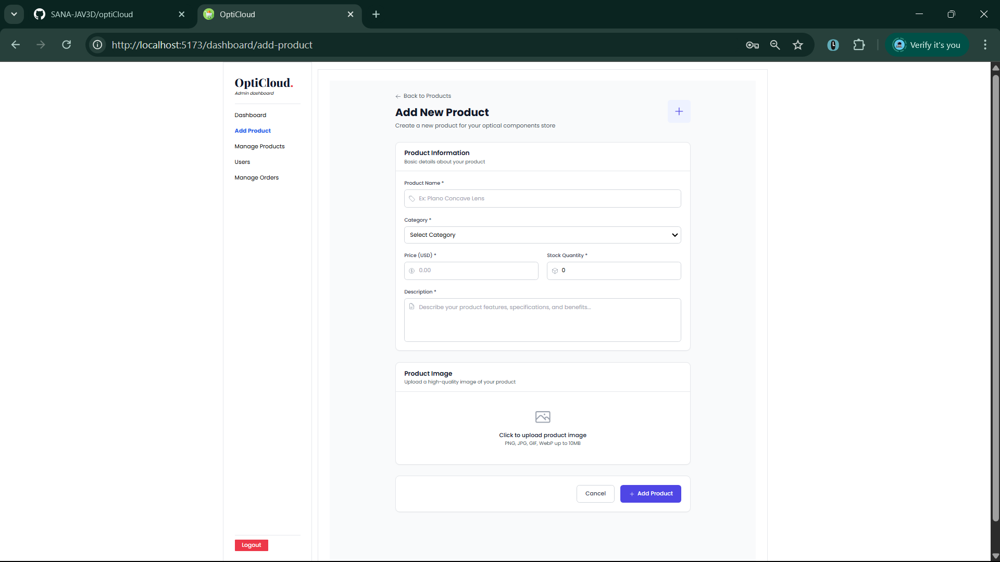 SANA-JAV3D/optiCloud
OptiCloud
http://localhost:5173/dashboard/add-product
Verify it's you
OptiCloud.
Admin dashboard
Dashboard
Add Product
Manage Products
Users
Manage Orders
Logout
← Back to Products
Add New Product
Create a new product for your optical components store
Product Information
Basic details about your product
Product Name *
Ex: Plano Concave Lens
Category *
Select Category
Price (USD) *
Stock Quantity *
0.00
0
Description *
Describe your product features, specifications, and benefits...
Product Image
Upload a high-quality image of your product
Click to upload product image
PNG, JPG, GIF, WebP up to 10MB
Cancel
+ Add Product